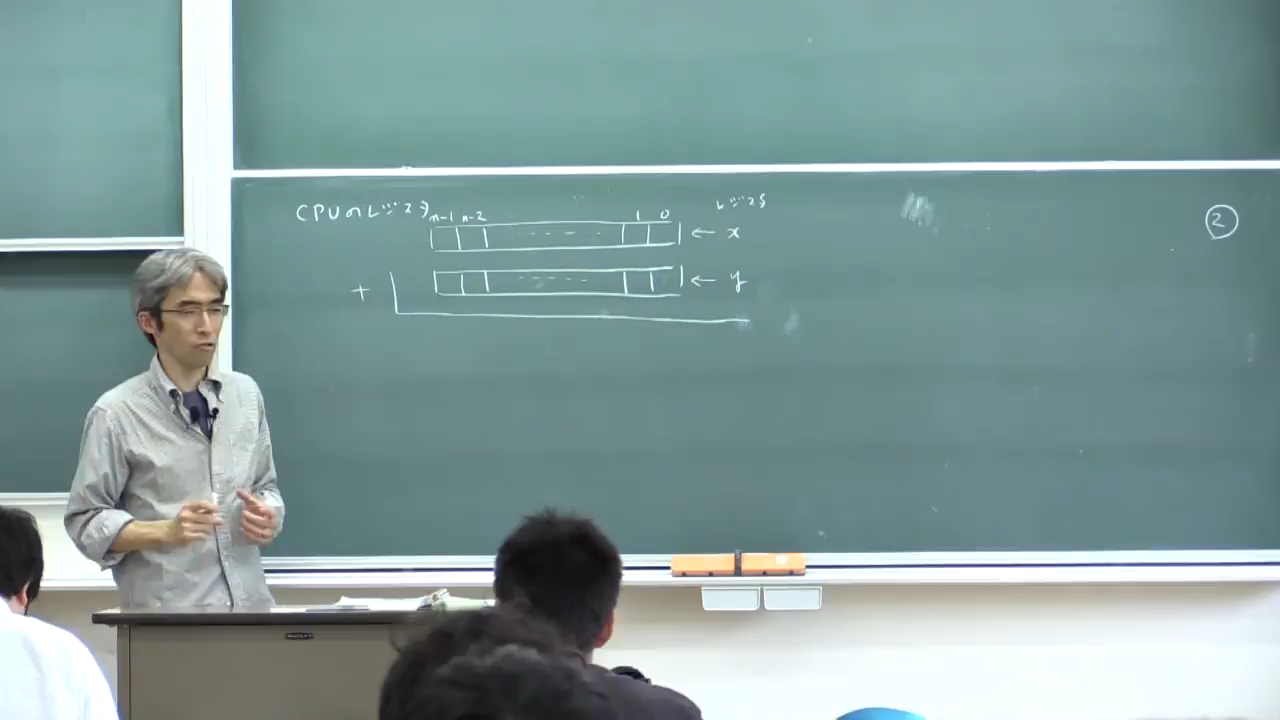 CPUのレジスタ
n-1 n-2 1 0 レジスタ
- - - - - - ← x
+ - - - - - - ← y
②